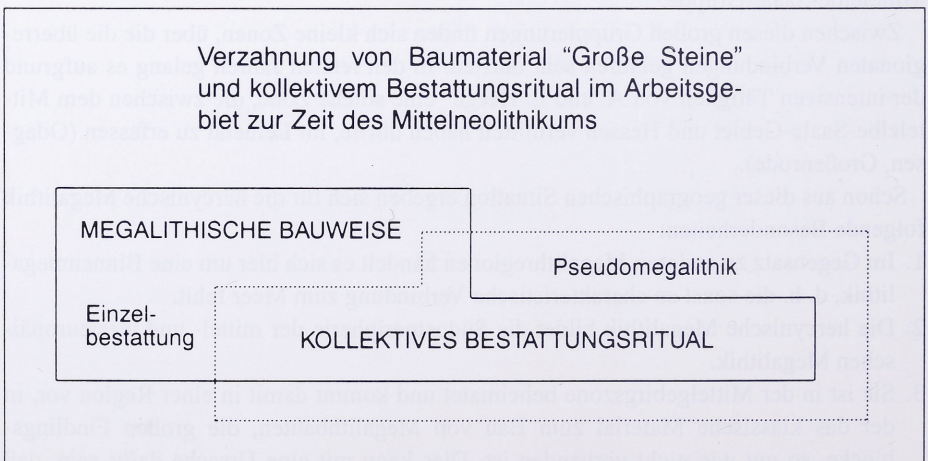 Verzahnung von Baumaterial “Große Steine”
und kollektivem Bestattungsritual im Arbeitsge-
biet zur Zeit des Mittelneolithikums
MEGALITHISCHE BAUWEISE
Pseudomegalithik
Einzel-
bestattung
KOLLEKTIVES BESTATTUNGSRITUAL